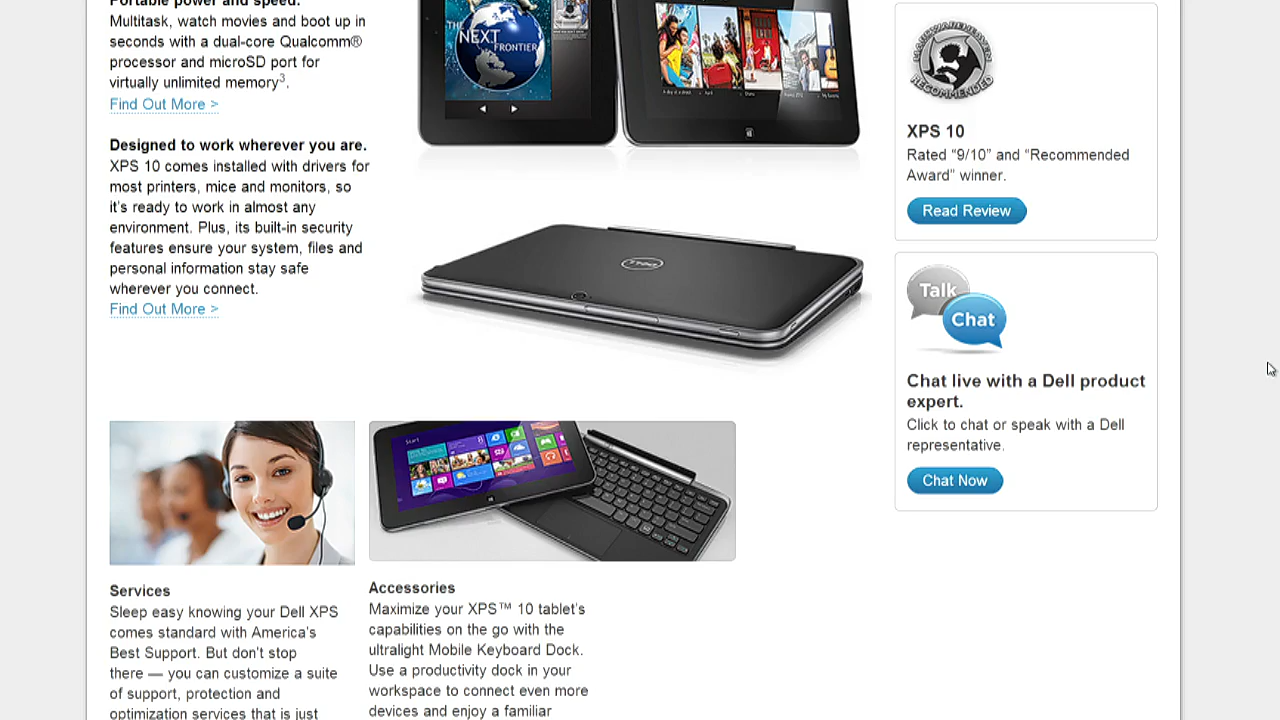 Portable power and speed.
Multitask, watch movies and boot up in
seconds with a dual-core Qualcomm®
processor and microSD port for
virtually unlimited memory3.
Find Out More >
Designed to work wherever you are.
XPS 10 comes installed with drivers for
most printers, mice and monitors, so
it's ready to work in almost any
environment. Plus, its built-in security
features ensure your system, files and
personal information stay safe
wherever you connect.
Find Out More >
THE
NEXT
FRONTIER
DELL
RECOMMENDED
XPS 10
Rated “9/10” and “Recommended
Award” winner.
Read Review
Talk
Chat
Chat live with a Dell product
expert.
Click to chat or speak with a Dell
representative.
Chat Now
Start
Services
Sleep easy knowing your Dell XPS
comes standard with America's
Best Support. But don't stop
there — you can customize a suite
of support, protection and
optimization services that is just
Accessories
Maximize your XPS™ 10 tablet's
capabilities on the go with the
ultralight Mobile Keyboard Dock.
Use a productivity dock in your
workspace to connect even more
devices and enjoy a familiar